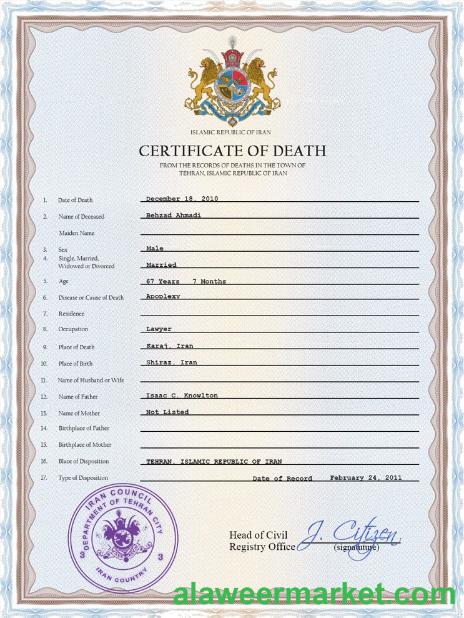 ISLAMIC REPUBLIC OF IRAN
CERTIFICATE OF DEATH
FROM THE RECORDS OF DEATHS IN THE TOWN OF
TEHRAN, ISLAMIC REPUBLIC OF IRAN
1. Date of Death December 18, 2010
2. Name of Deceased Behzad Ahmadi
Maiden Name
3. Sex Male
4. Single, Married,
Widowed or Divorced Married
5. Age 67 Years 7 Months
6. Disease or Cause of Death Apoplexy
7. Residence
8. Occupation Lawyer
9. Place of Death Karaj, Iran
10. Place of Birth Shiraz, Iran
11. Name of Husband or Wife
12. Name of Father Isaac C. Knowlton
13. Name of Mother Not Listed
14. Birthplace of Father
15. Birthplace of Mother
16. Place of Disposition TEHRAN, ISLAMIC REPUBLIC OF IRAN
17. Type of Disposition Date of Record February 24, 2011
IRAN COUNCIL
DEPARTMENT OF TEHRAN CITY
3 3
IRAN COUNTRY
Head of Civil
Registry Office
J. Citizen
(signatuture)
alaweermarket.com